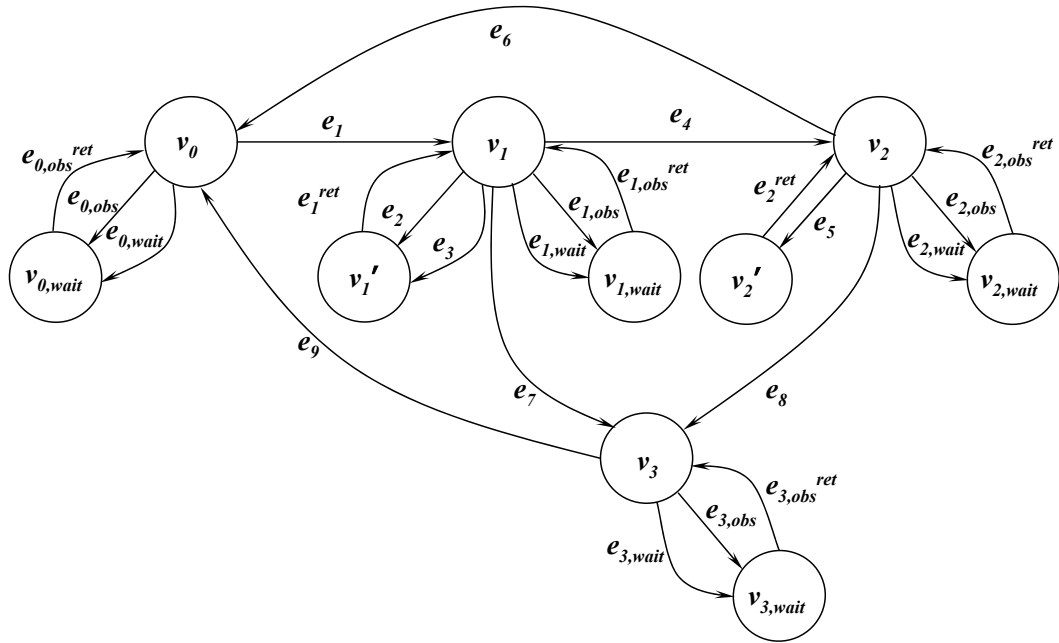 e6
v0
e1
v1
e4
v2
e0,obs ret
e0,obs
e0,wait
v0,wait
e1 ret
e2
e3
v1′
e1,obs ret
e1,obs
e1,wait
v1,wait
e2 ret
e5
v2′
e2,obs ret
e2,obs
e2,wait
v2,wait
e9
e7
e8
v3
e3,obs ret
e3,obs
e3,wait
v3,wait